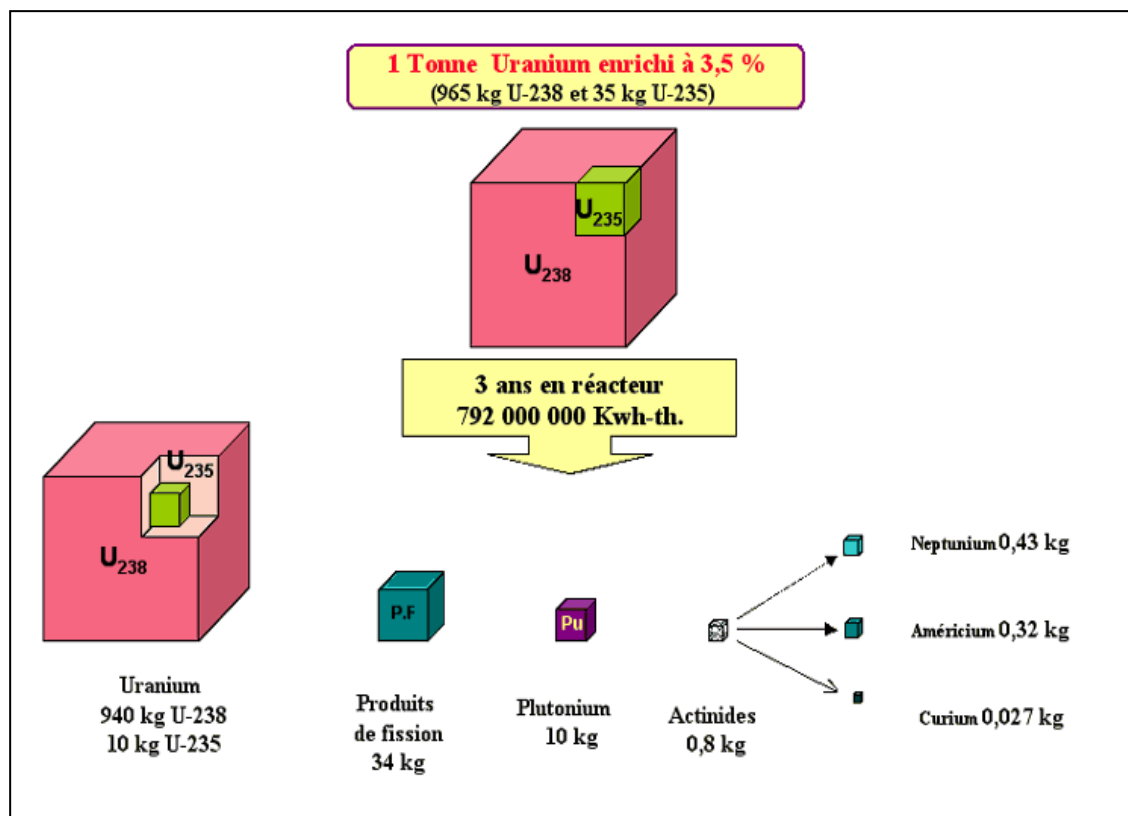 1 Tonne Uranium enrichi à 3,5 %
(965 kg U-238 et 35 kg U-235)
U235
U238
3 ans en réacteur
792 000 000 Kwh-th.
U235
U238
P.F
Pu
Neptunium 0,43 kg
Américium 0,32 kg
Curium 0,027 kg
Uranium
940 kg U-238
10 kg U-235
Produits
de fission
34 kg
Plutonium
10 kg
Actinides
0,8 kg